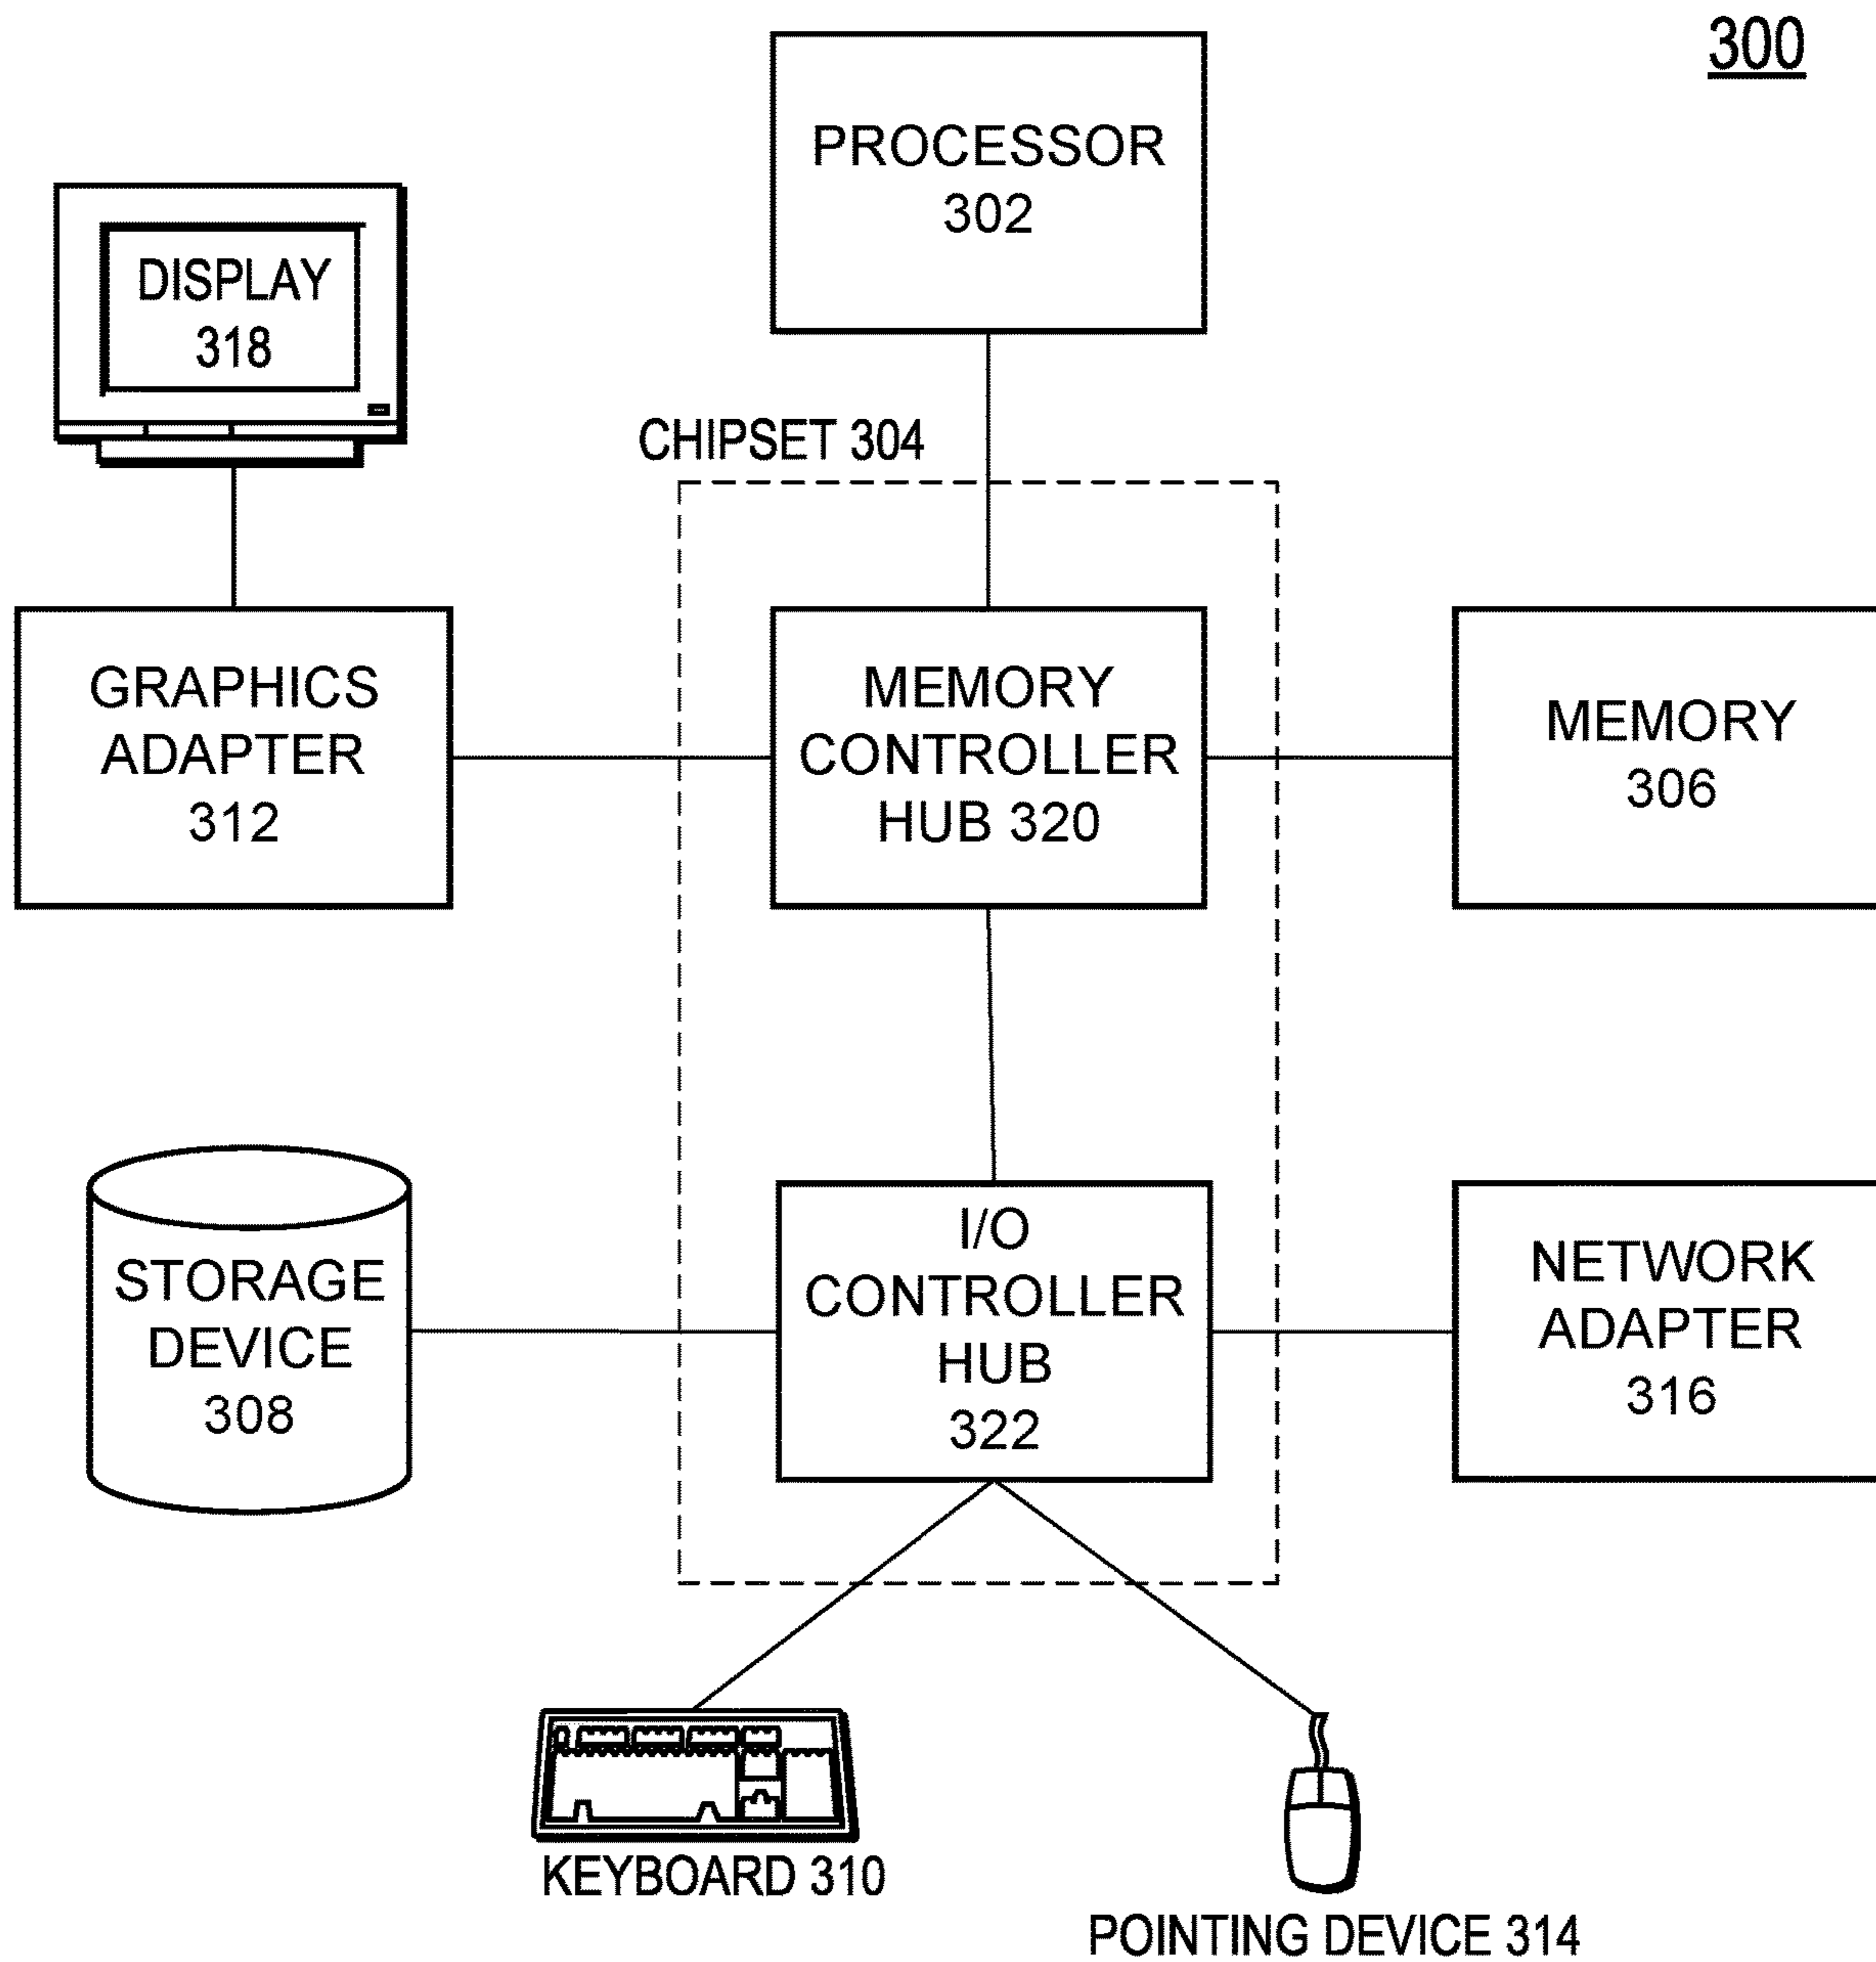 300
PROCESSOR
302
DISPLAY
318
CHIPSET 304
GRAPHICS
ADAPTER
312
MEMORY
CONTROLLER
HUB 320
MEMORY
306
STORAGE
DEVICE
308
I/O
CONTROLLER
HUB
322
NETWORK
ADAPTER
316
KEYBOARD 310
POINTING DEVICE 314